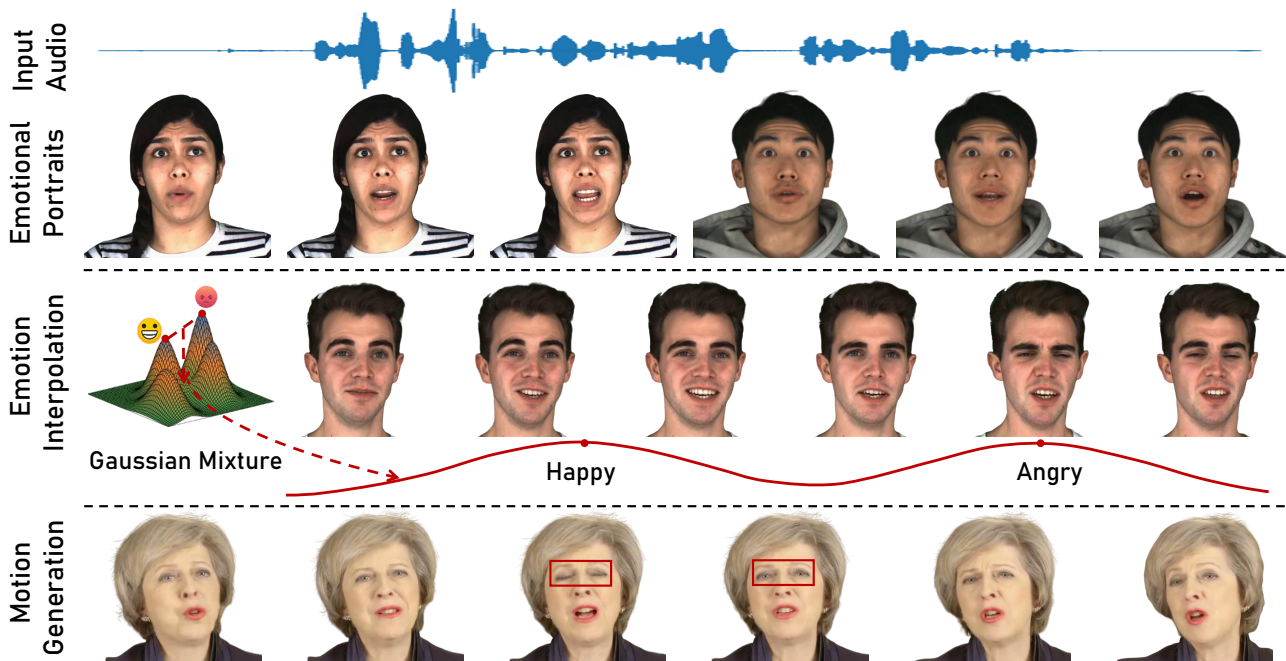 Input
Audio
Emotional
Portraits
Emotion
Interpolation
Gaussian Mixture
Happy
Angry
Motion
Generation